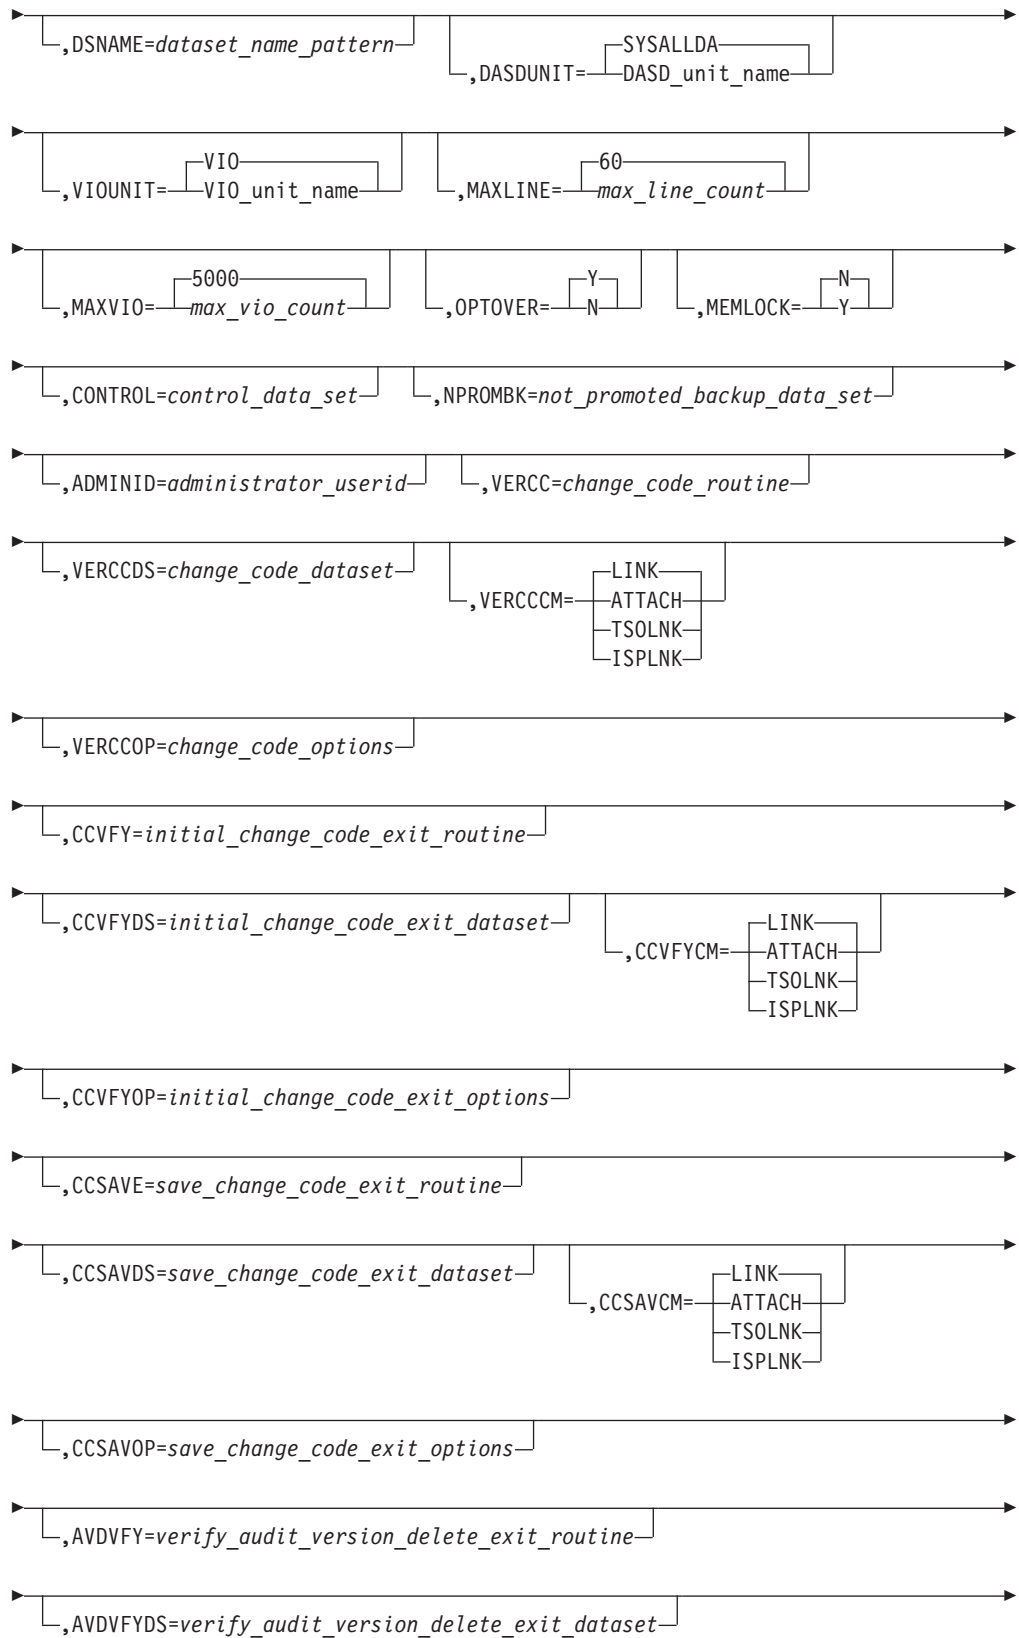 ,DSNAME=dataset_name_pattern
,DASDUNIT=
SYSALLDA
DASD_unit_name
,VIOUNIT=
VIO
VIO_unit_name
,MAXLINE=
60
max_line_count
,MAXVIO=
5000
max_vio_count
,OPTOVER=
Y
N
,MEMLOCK=
N
Y
,CONTROL=control_data_set
,NPROMBK=not_promoted_backup_data_set
,ADMINID=administrator_userid
,VERCC=change_code_routine
,VERCCDS=change_code_dataset
,VERCCCM=
LINK
ATTACH
TSOLNK
ISPLNK
,VERCCOP=change_code_options
,CCVFY=initial_change_code_exit_routine
,CCVFYDS=initial_change_code_exit_dataset
,CCVFYCM=
LINK
ATTACH
TSOLNK
ISPLNK
,CCVFYOP=initial_change_code_exit_options
,CCSAVE=save_change_code_exit_routine
,CCSAVDS=save_change_code_exit_dataset
,CCSAVCM=
LINK
ATTACH
TSOLNK
ISPLNK
,CCSAVOP=save_change_code_exit_options
,AVDVFY=verify_audit_version_delete_exit_routine
,AVDVFYDS=verify_audit_version_delete_exit_dataset